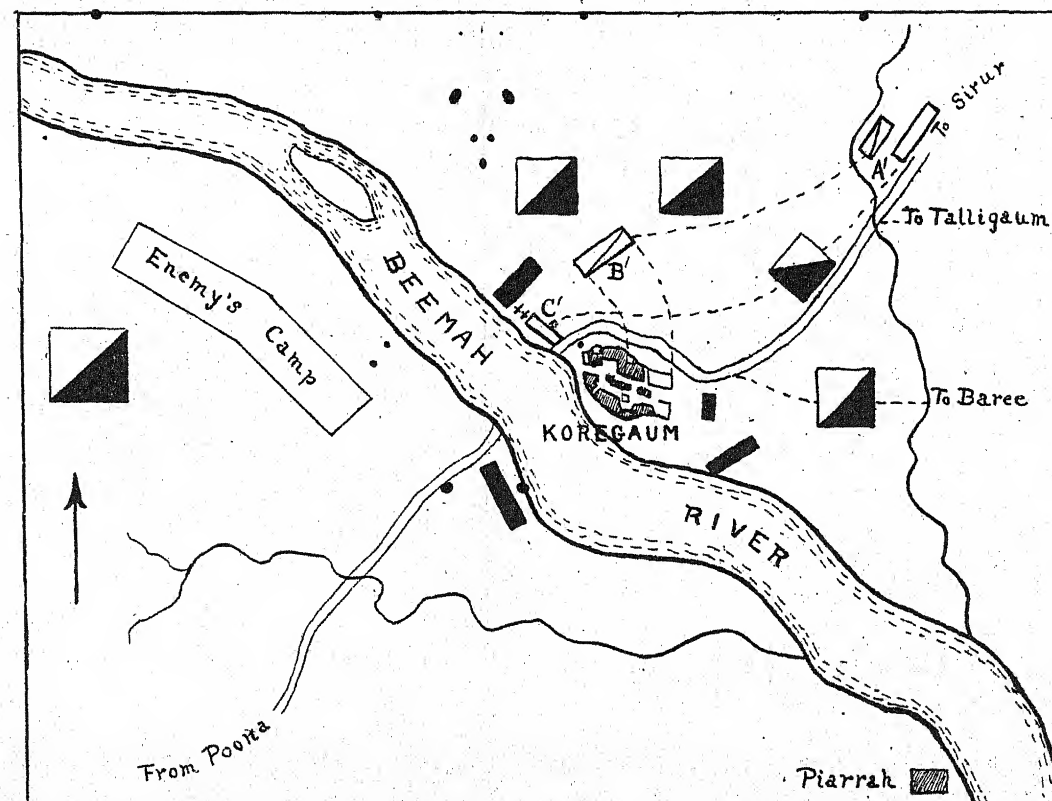 To Sirur
A'
To Talligaum
Enemy's Camp
BEEMAH
B'
C'
To Baree
KOREGAUM
RIVER
From Poona
Piarrah